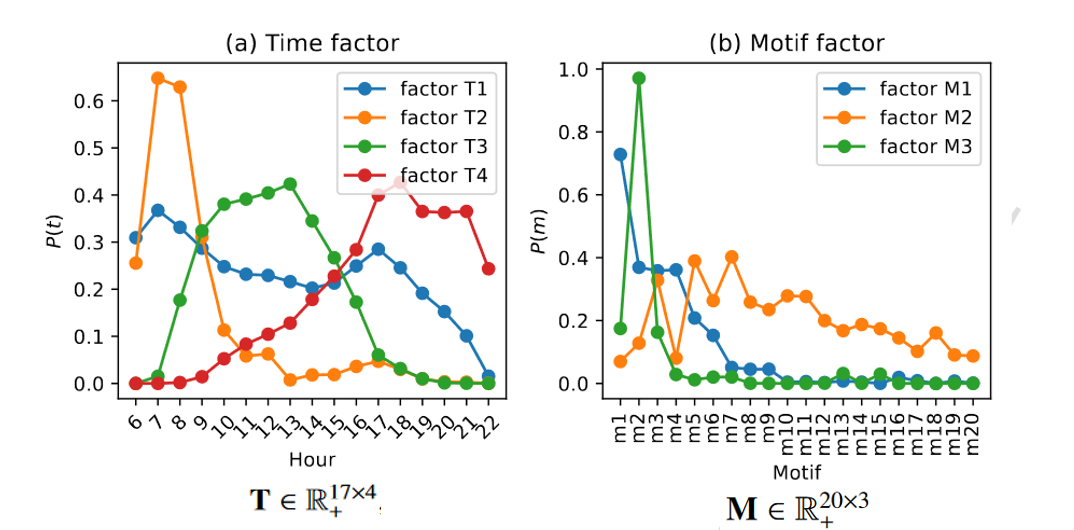 (a) Time factor
P(t)
0.6
0.5
0.4
0.3
0.2
0.1
0.0
factor T1
factor T2
factor T3
factor T4
6 7 8 9 10 11 12 13 14 15 16 17 18 19 20 21 22
Hour
T ∈ ℝ₊^{17×4},
(b) Motif factor
P(m)
1.0
0.8
0.6
0.4
0.2
0.0
factor M1
factor M2
factor M3
m1 m2 m3 m4 m5 m6 m7 m8 m9 m10 m11 m12 m13 m14 m15 m16 m17 m18 m19 m20
Motif
M ∈ ℝ₊^{20×3}